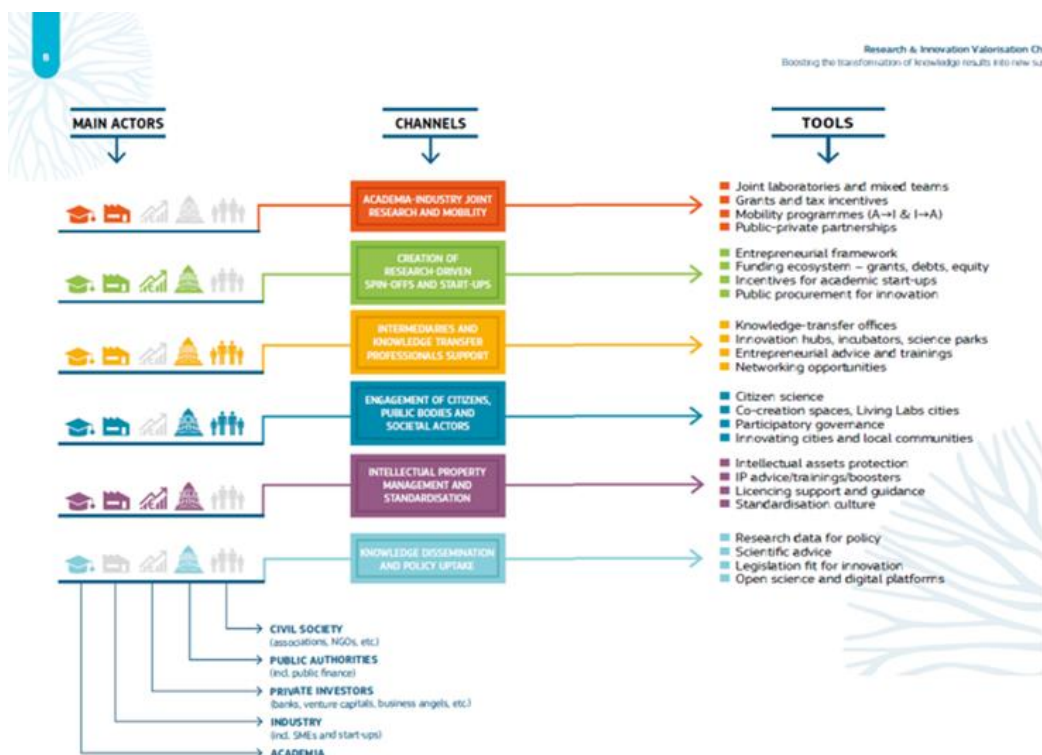 6
Research & Innovation Valorisation Ch
Boosting the transformation of knowledge results into new su
MAIN ACTORS
CHANNELS
TOOLS
ACADEMIA-INDUSTRY JOINT
RESEARCH AND MOBILITY
Joint laboratories and mixed teams
Grants and tax incentives
Mobility programmes (A→I & I→A)
Public-private partnerships
CREATION OF
RESEARCH-DRIVEN
SPIN-OFFS AND START-UPS
Entrepreneurial framework
Funding ecosystem – grants, debts, equity
Incentives for academic start-ups
Public procurement for innovation
INTERMEDIARIES AND
KNOWLEDGE TRANSFER
PROFESSIONALS SUPPORT
Knowledge-transfer offices
Innovation hubs, incubators, science parks
Entrepreneurial advice and trainings
Networking opportunities
ENGAGEMENT OF CITIZENS,
PUBLIC BODIES AND
SOCIETAL ACTORS
Citizen science
Co-creation spaces, Living Labs cities
Participatory governance
Innovating cities and local communities
INTELLECTUAL PROPERTY
MANAGEMENT AND
STANDARDISATION
Intellectual assets protection
IP advice/trainings/boosters
Licencing support and guidance
Standardisation culture
KNOWLEDGE DISSEMINATION
AND POLICY UPTAKE
Research data for policy
Scientific advice
Legislation fit for innovation
Open science and digital platforms
CIVIL SOCIETY
(associations, NGOs, etc.)
PUBLIC AUTHORITIES
(incl. public finance)
PRIVATE INVESTORS
(banks, venture capitals, business angels, etc.)
INDUSTRY
(incl. SMEs and start-ups)
ACADEMIA